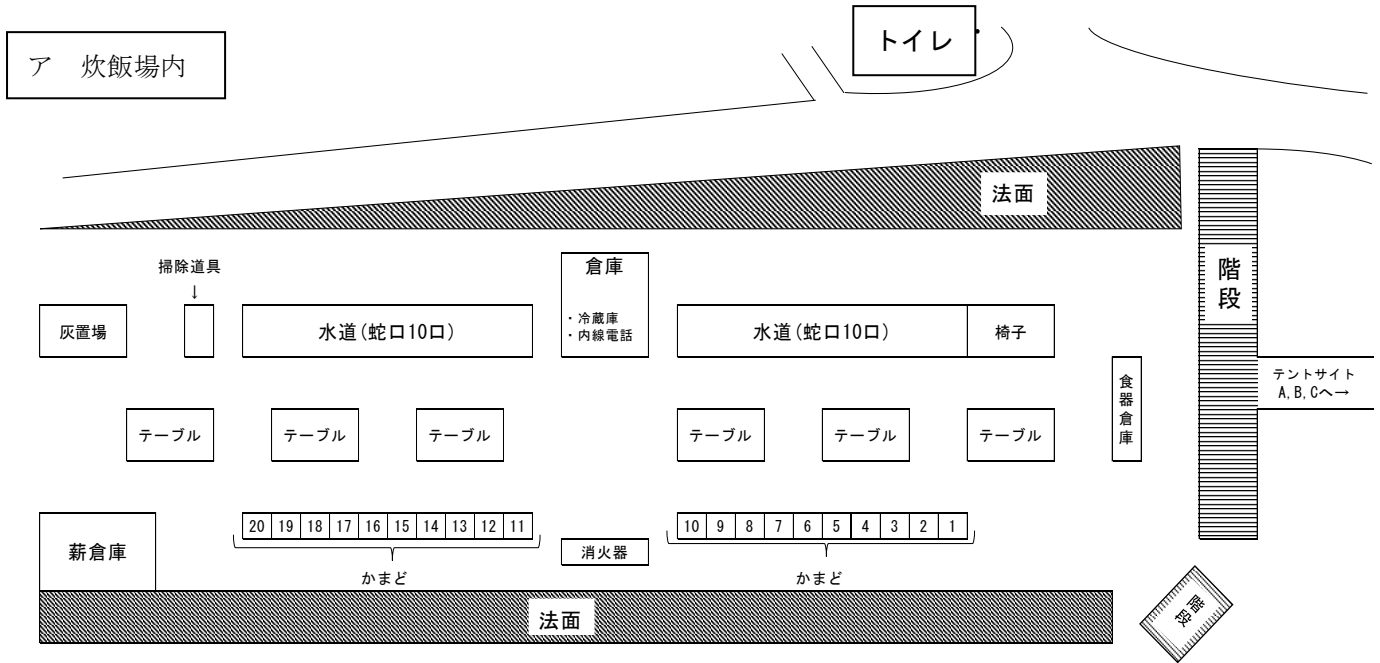 トイレ
ア 炊飯場内
法面
階段
掃除道具
↓
倉庫
・冷蔵庫
・内線電話
灰置場
水道(蛇口10口)
水道(蛇口10口)
椅子
食器倉庫
テントサイト
A,B,Cへ→
テーブル
テーブル
テーブル
テーブル
テーブル
テーブル
20 19 18 17 16 15 14 13 12 11
10 9 8 7 6 5 4 3 2 1
薪倉庫
消火器
かまど
かまど
階段
法面